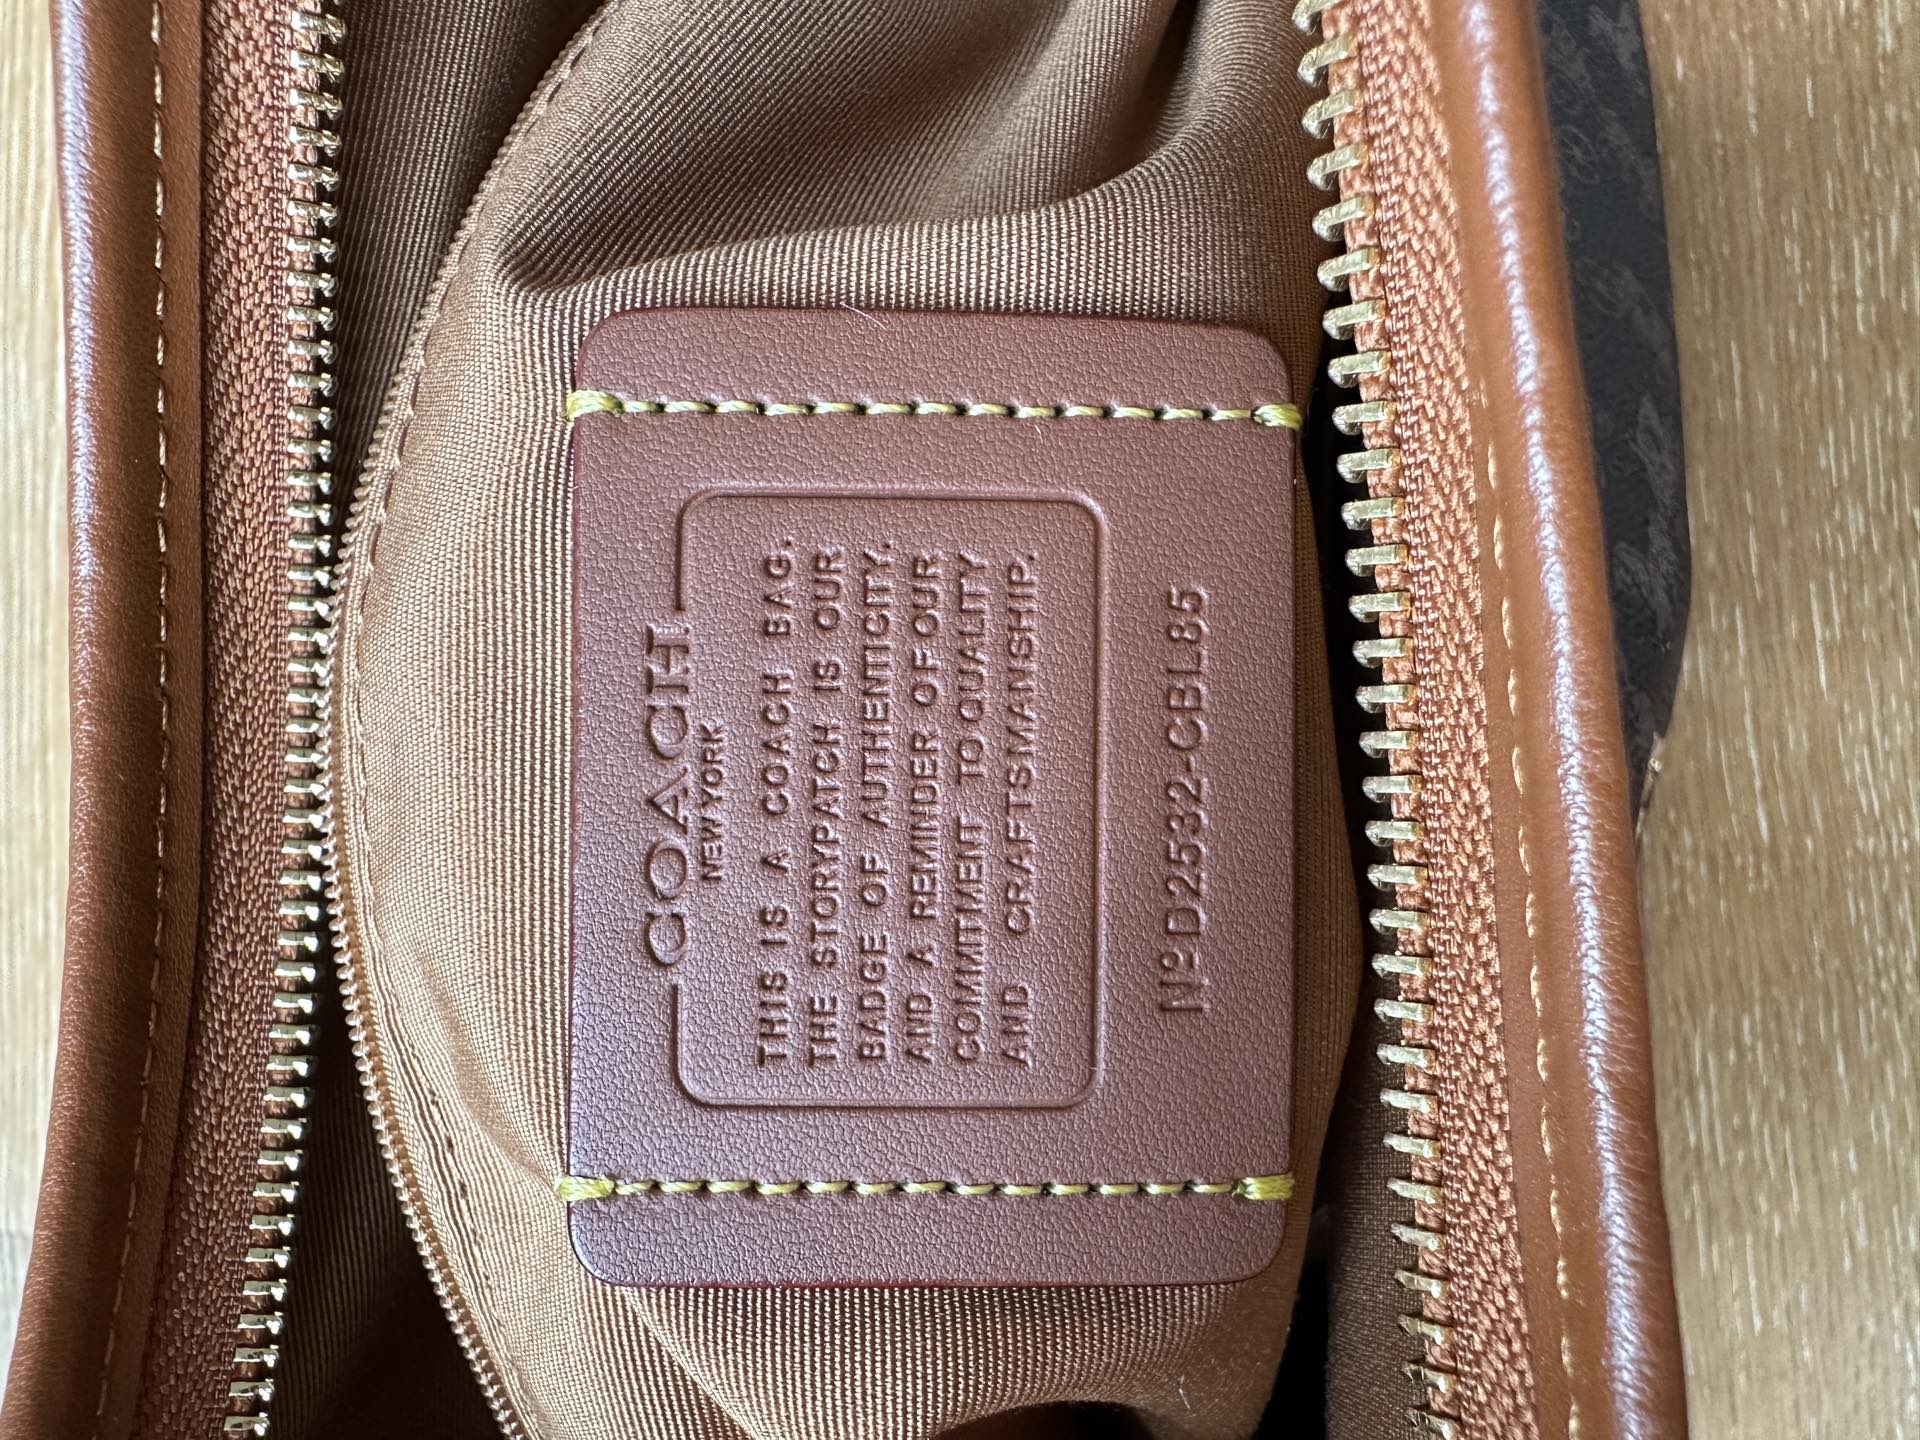 COACH
NEW YORK
THIS IS A COACH BAG.
THE STORYPATCH IS OUR
BADGE OF AUTHENTICITY.
AND A REMINDER OF OUR
COMMITMENT TO QUALITY
AND CRAFTSMANSHIP.
Nº D2532-CBL85